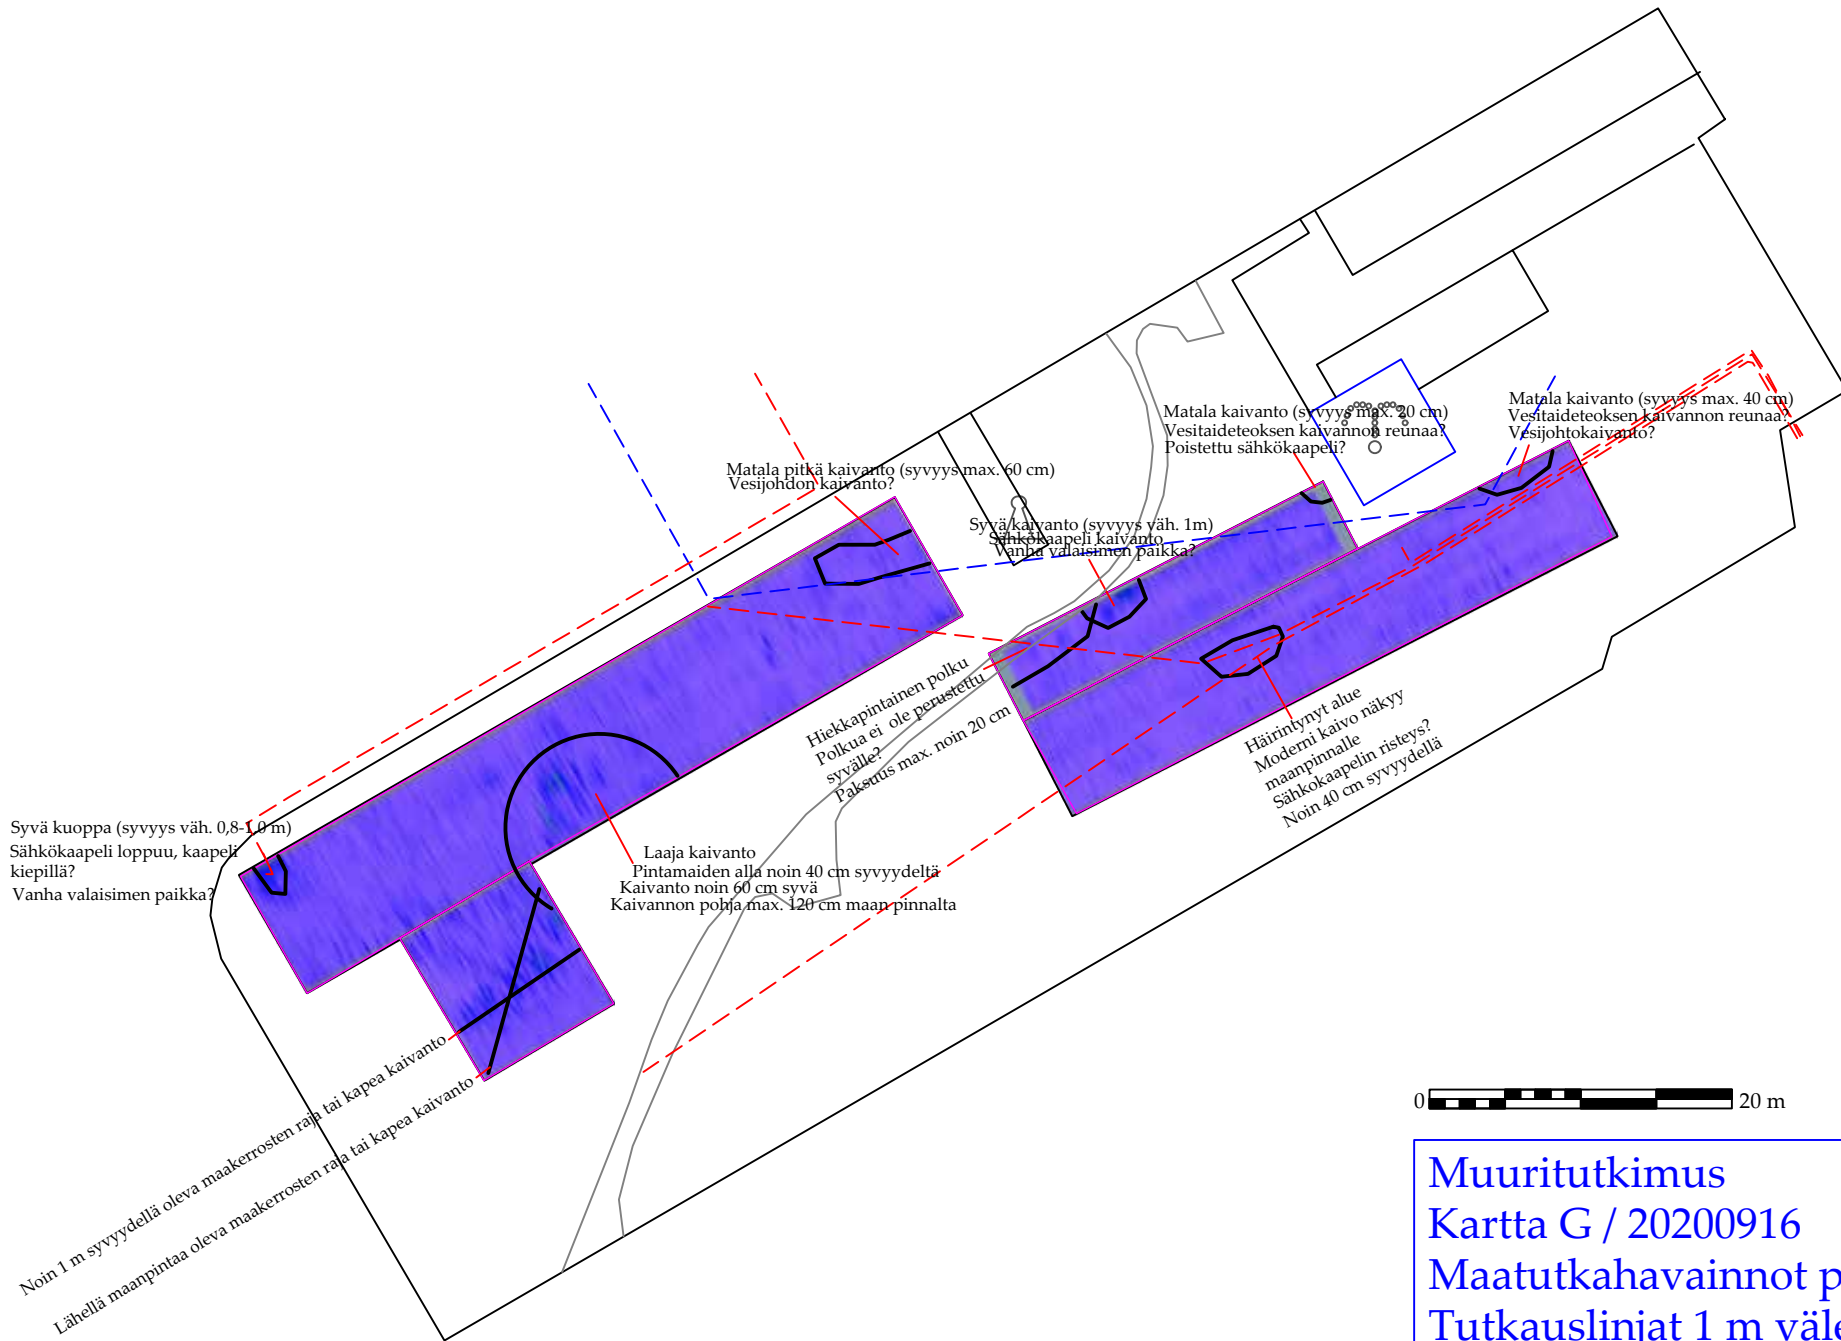 Matala kaivanto (syvyys max. 40 cm)
Vesitaideteoksen kaivannon reunaa?
Vesijohtokaivanto?
Matala kaivanto (syvyys max. 20 cm)
Vesitaideteoksen kaivannon reunaa?
Poistettu sähkökaapeli?
Matala pitkä kaivanto (syvyys max. 60 cm)
Vesijohdon kaivanto?
Syvä kaivanto (syvyys väh. 1m)
Sähkökaapeli kaivanto
Vanha valaisimen paikka?
Hiekkapintainen polku
Polkua ei ole perustettu
syvälle?
Paksuus max. noin 20 cm
Häirintynyt alue
Moderni kaivo näkyy
maanpinnalle
Sähkokaapelin risteys?
Noin 40 cm syvyydellä
Syvä kuoppa (syvyys väh. 0,8-1,0 m)
Sähkökaapeli loppuu, kaapeli
kiepillä?
Vanha valaisimen paikka?
Laaja kaivanto
Pintamaiden alla noin 40 cm syvyydeltä
Kaivanto noin 60 cm syvä
Kaivannon pohja max. 120 cm maan pinnalta
Noin 1 m syvyydellä oleva maakerrosten raja tai kapea kaivanto
Lähellä maanpintaa oleva maakerrosten raja tai kapea kaivanto
0 20 m
Muuritutkimus
Kartta G / 20200916
Maatutkahavainnot p
Tutkauslinjat 1 m väle